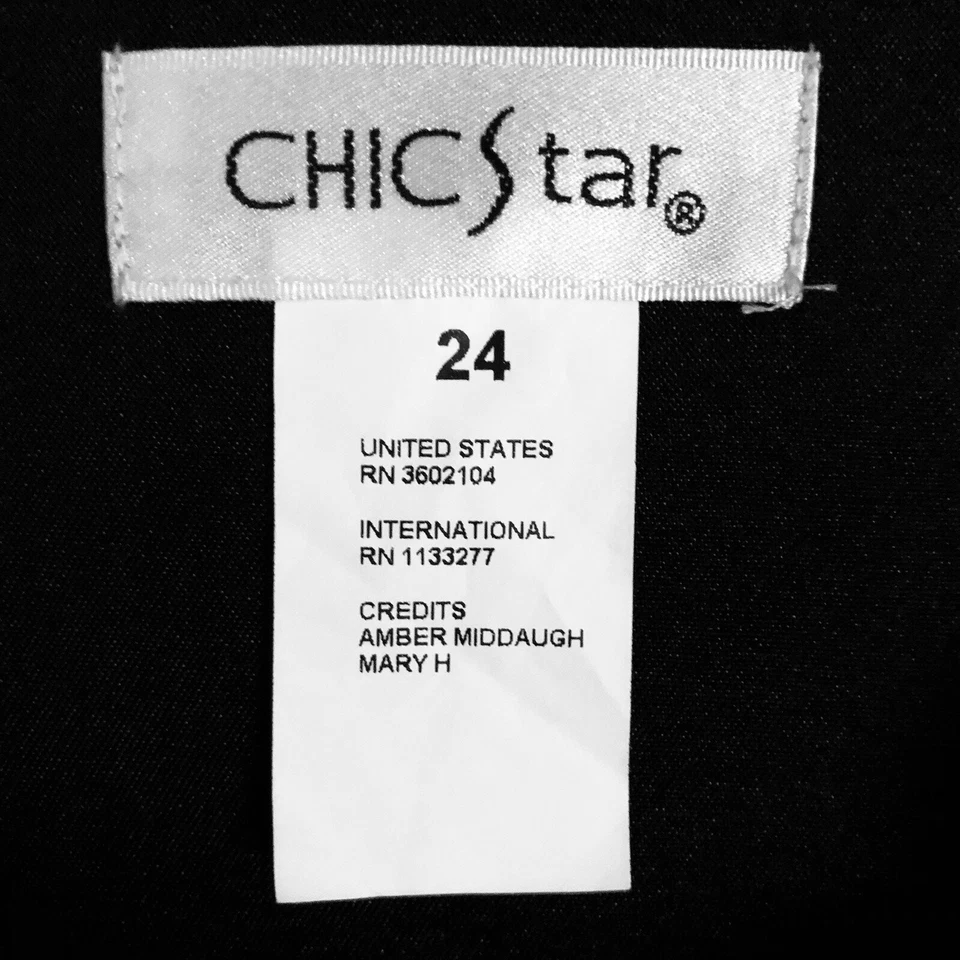 CHICStar®
24
UNITED STATES
RN 3602104
INTERNATIONAL
RN 1133277
CREDITS
AMBER MIDDAUGH
MARY H